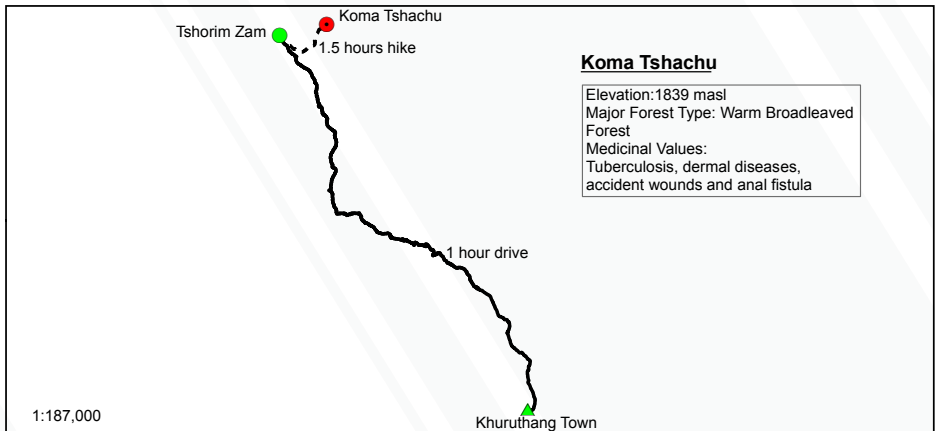 Koma Tshachu
Tshorim Zam
1.5 hours hike
Koma Tshachu
Elevation:1839 masl
Major Forest Type: Warm Broadleaved
Forest
Medicinal Values:
Tuberculosis, dermal diseases,
accident wounds and anal fistula
1 hour drive
1:187,000
Khuruthang Town